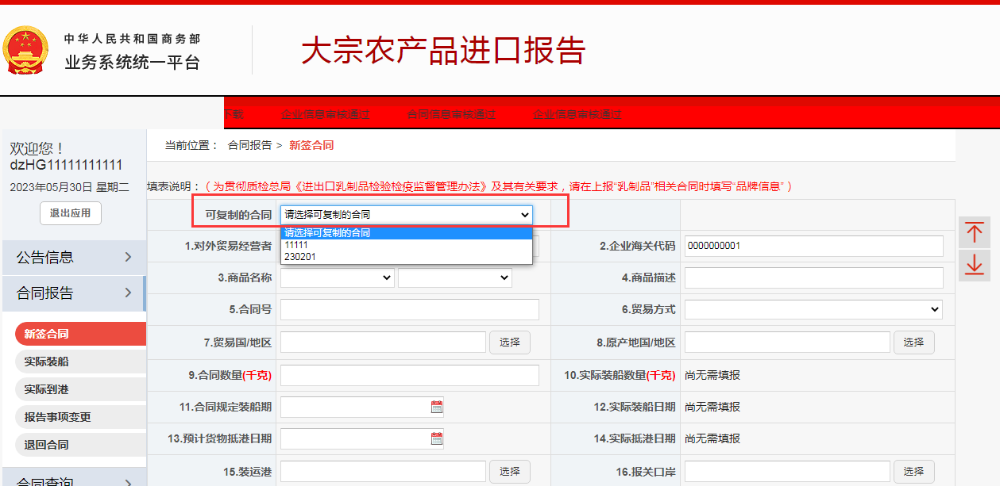 中华人民共和国商务部
业务系统统一平台
大宗农产品进口报告
下载 企业信息审核通过 合同信息审核通过 企业信息审核通过
欢迎您！
dzHG11111111111
2023年05月30日 星期二
退出应用
公告信息
合同报告
新签合同
实际装船
实际到港
报告事项变更
退回合同
合同查询
当前位置： 合同报告 > 新签合同
填表说明：（为贯彻质检总局《进出口乳制品检验检疫监督管理办法》及其有关要求，请在上报“乳制品”相关合同时填写“品牌信息”）
可复制的合同 请选择可复制的合同
请选择可复制的合同
11111
230201
1.对外贸易经营者 2.企业海关代码 0000000001
3.商品名称 4.商品描述
5.合同号 6.贸易方式
7.贸易国/地区 选择 8.原产地国/地区 选择
9.合同数量(千克) 10.实际装船数量(千克) 尚无需填报
11.合同规定装船期 12.实际装船日期 尚无需填报
13.预计货物抵港日期 14.实际抵港日期 尚无需填报
15.装运港 选择 16.报关口岸 选择